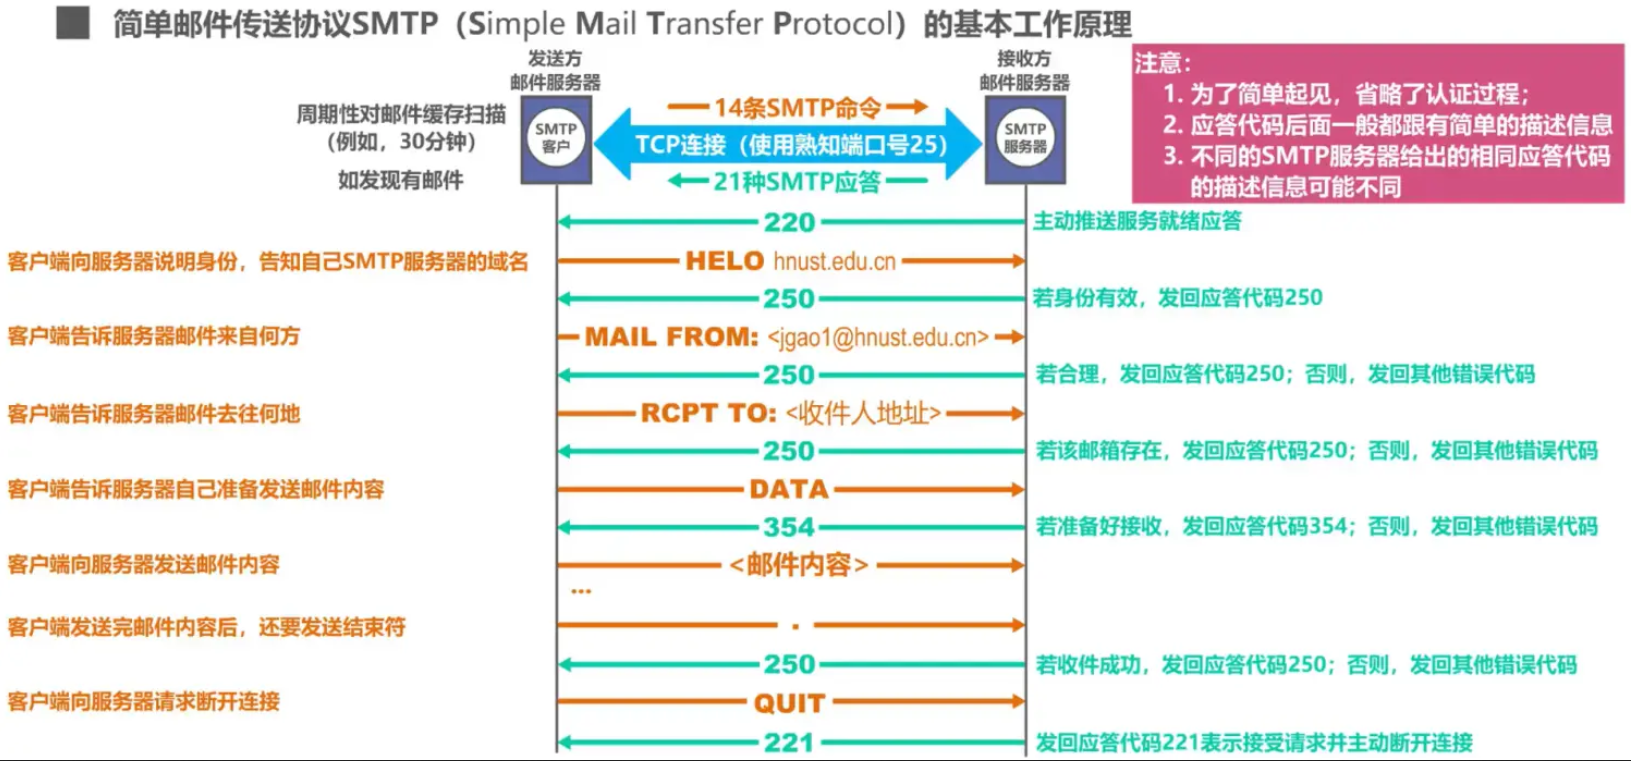 简单邮件传送协议SMTP（Simple Mail Transfer Protocol）的基本工作原理
发送方
邮件服务器
接收方
邮件服务器
周期性对邮件缓存扫描
（例如，30分钟）
如发现有邮件
SMTP
客户
14条SMTP命令
TCP连接（使用熟知端口号25）
21种SMTP应答
SMTP
服务器
注意：
1. 为了简单起见，省略了认证过程；
2. 应答代码后面一般都跟有简单的描述信息
3. 不同的SMTP服务器给出的相同应答代码
的描述信息可能不同
220
主动推送服务就绪应答
客户端向服务器说明身份，告知自己SMTP服务器的域名
HELO hnust.edu.cn
250
若身份有效，发回应答代码250
客户端告诉服务器邮件来自何方
MAIL FROM: <jgao1@hnust.edu.cn>
250
若合理，发回应答代码250；否则，发回其他错误代码
客户端告诉服务器邮件去往何地
RCPT TO: <收件人地址>
250
若该邮箱存在，发回应答代码250；否则，发回其他错误代码
客户端告诉服务器自己准备发送邮件内容
DATA
354
若准备好接收，发回应答代码354；否则，发回其他错误代码
客户端向服务器发送邮件内容
<邮件内容>
...
客户端发送完邮件内容后，还要发送结束符
.
250
若收件成功，发回应答代码250；否则，发回其他错误代码
客户端向服务器请求断开连接
QUIT
221
发回应答代码221表示接受请求并主动断开连接